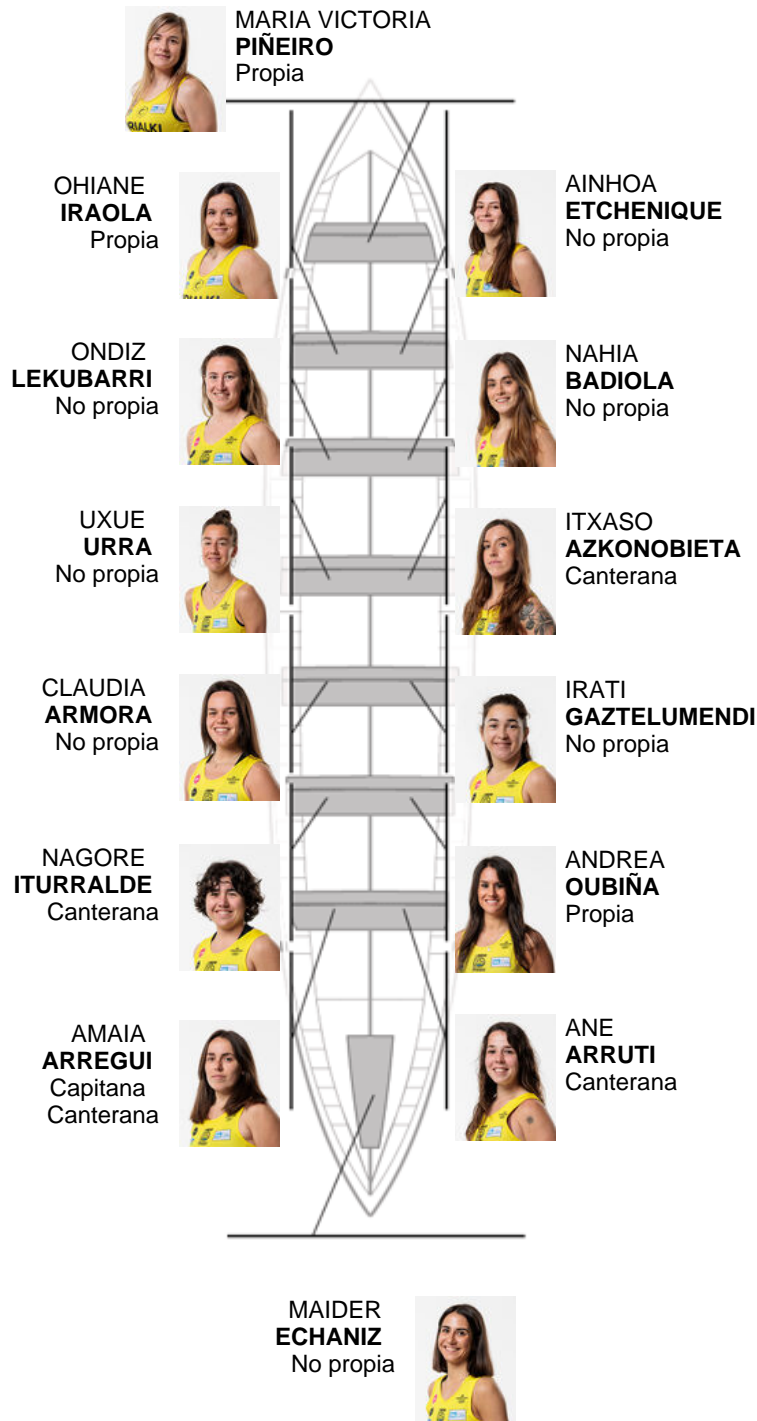 MARIA VICTORIA
PIÑEIRO
Propia
RIALKI
OHIANE
IRAOLA
Propia
AINHOA
ETCHENIQUE
No propia
ONDIZ
LEKUBARRI
No propia
NAHIA
BADIOLA
No propia
UXUE
URRA
No propia
ITXASO
AZKONOBIETA
Canterana
CLAUDIA
ARMORA
No propia
IRATI
GAZTELUMENDI
No propia
NAGORE
ITURRALDE
Canterana
ANDREA
OUBIÑA
Propia
AMAIA
ARREGUI
Capitana
Canterana
ANE
ARRUTI
Canterana
MAIDER
ECHANIZ
No propia